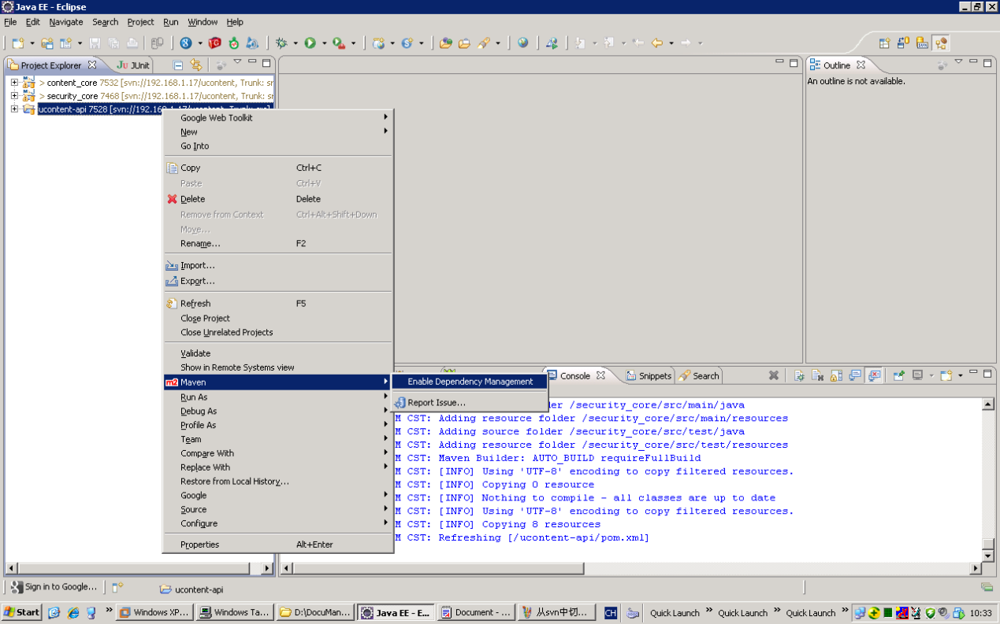 Java EE - Eclipse
File Edit Navigate Search Project Run Window Help
Project Explorer JUnit
Outline
An outline is not available.
> content_core 7532 [svn://192.168.1.17/ucontent, Trunk: sr
> security_core 7468 [svn://192.168.1.17/ucontent, Trunk: sr
ucontent-api 7528 [svn://192.168.1.17/ucontent, Trunk: src]
Google Web Toolkit
New
Go Into
Copy Ctrl+C
Paste Ctrl+V
Delete Delete
Remove from Context Ctrl+Alt+Shift+Down
Move...
Rename... F2
Import...
Export...
Refresh F5
Close Project
Close Unrelated Projects
Validate
Show in Remote Systems view
m2 Maven
Run As
Debug As
Profile As
Team
Compare With
Replace With
Restore from Local History...
Google
Source
Configure
Properties Alt+Enter
Enable Dependency Management
Report Issue...
Console Snippets Search
der /security_core/src/main/java
M CST: Adding resource folder /security_core/src/main/resources
M CST: Adding source folder /security_core/src/test/java
M CST: Adding resource folder /security_core/src/test/resources
M CST: Maven Builder: AUTO_BUILD requireFullBuild
M CST: [INFO] Using 'UTF-8' encoding to copy filtered resources.
M CST: [INFO] Copying 0 resource
M CST: [INFO] Nothing to compile - all classes are up to date
M CST: [INFO] Using 'UTF-8' encoding to copy filtered resources.
M CST: [INFO] Copying 8 resources
M CST: Refreshing [/ucontent-api/pom.xml]
Sign in to Google... ucontent-api
Start » Windows XP... Windows Ta... D:\DocuMan... Java EE - E... Document - ... 从svn中切... CH Quick Launch » Quick Launch » Quick Launch » 10:33